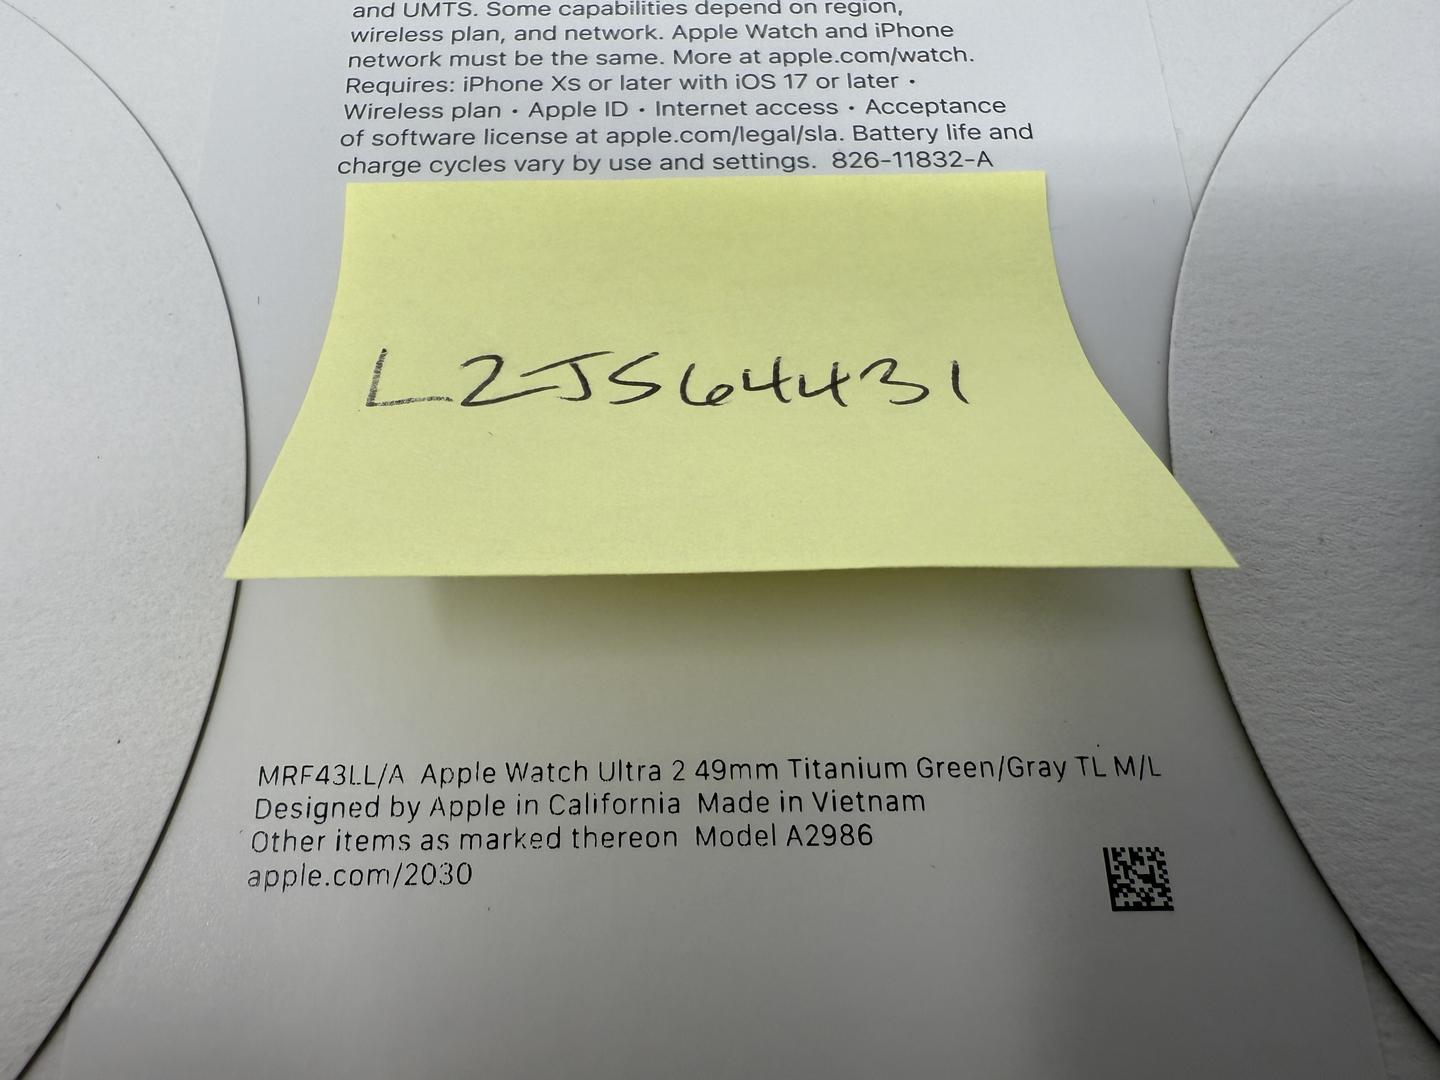 and UMTS. Some capabilities depend on region,
wireless plan, and network. Apple Watch and iPhone
network must be the same. More at apple.com/watch.
Requires: iPhone Xs or later with iOS 17 or later •
Wireless plan • Apple ID • Internet access • Acceptance
of software license at apple.com/legal/sla. Battery life and
charge cycles vary by use and settings. 826-11832-A
L2JS64431
MRF43LL/A Apple Watch Ultra 2 49mm Titanium Green/Gray TL M/L
Designed by Apple in California Made in Vietnam
Other items as marked thereon Model A2986
apple.com/2030